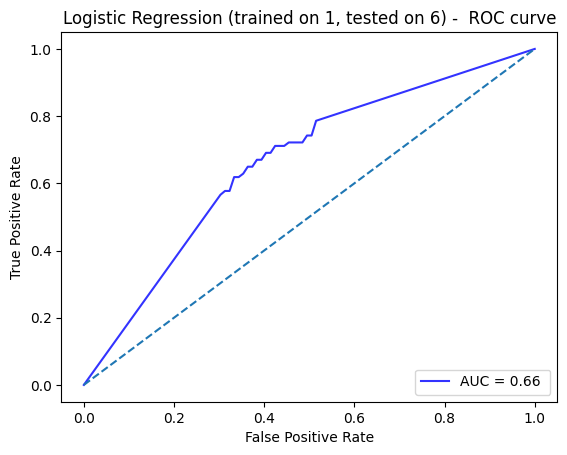 Logistic Regression (trained on 1, tested on 6) -  ROC curve
True Positive Rate
1.0
0.8
0.6
0.4
0.2
0.0
AUC = 0.66
0.0 0.2 0.4 0.6 0.8 1.0
False Positive Rate